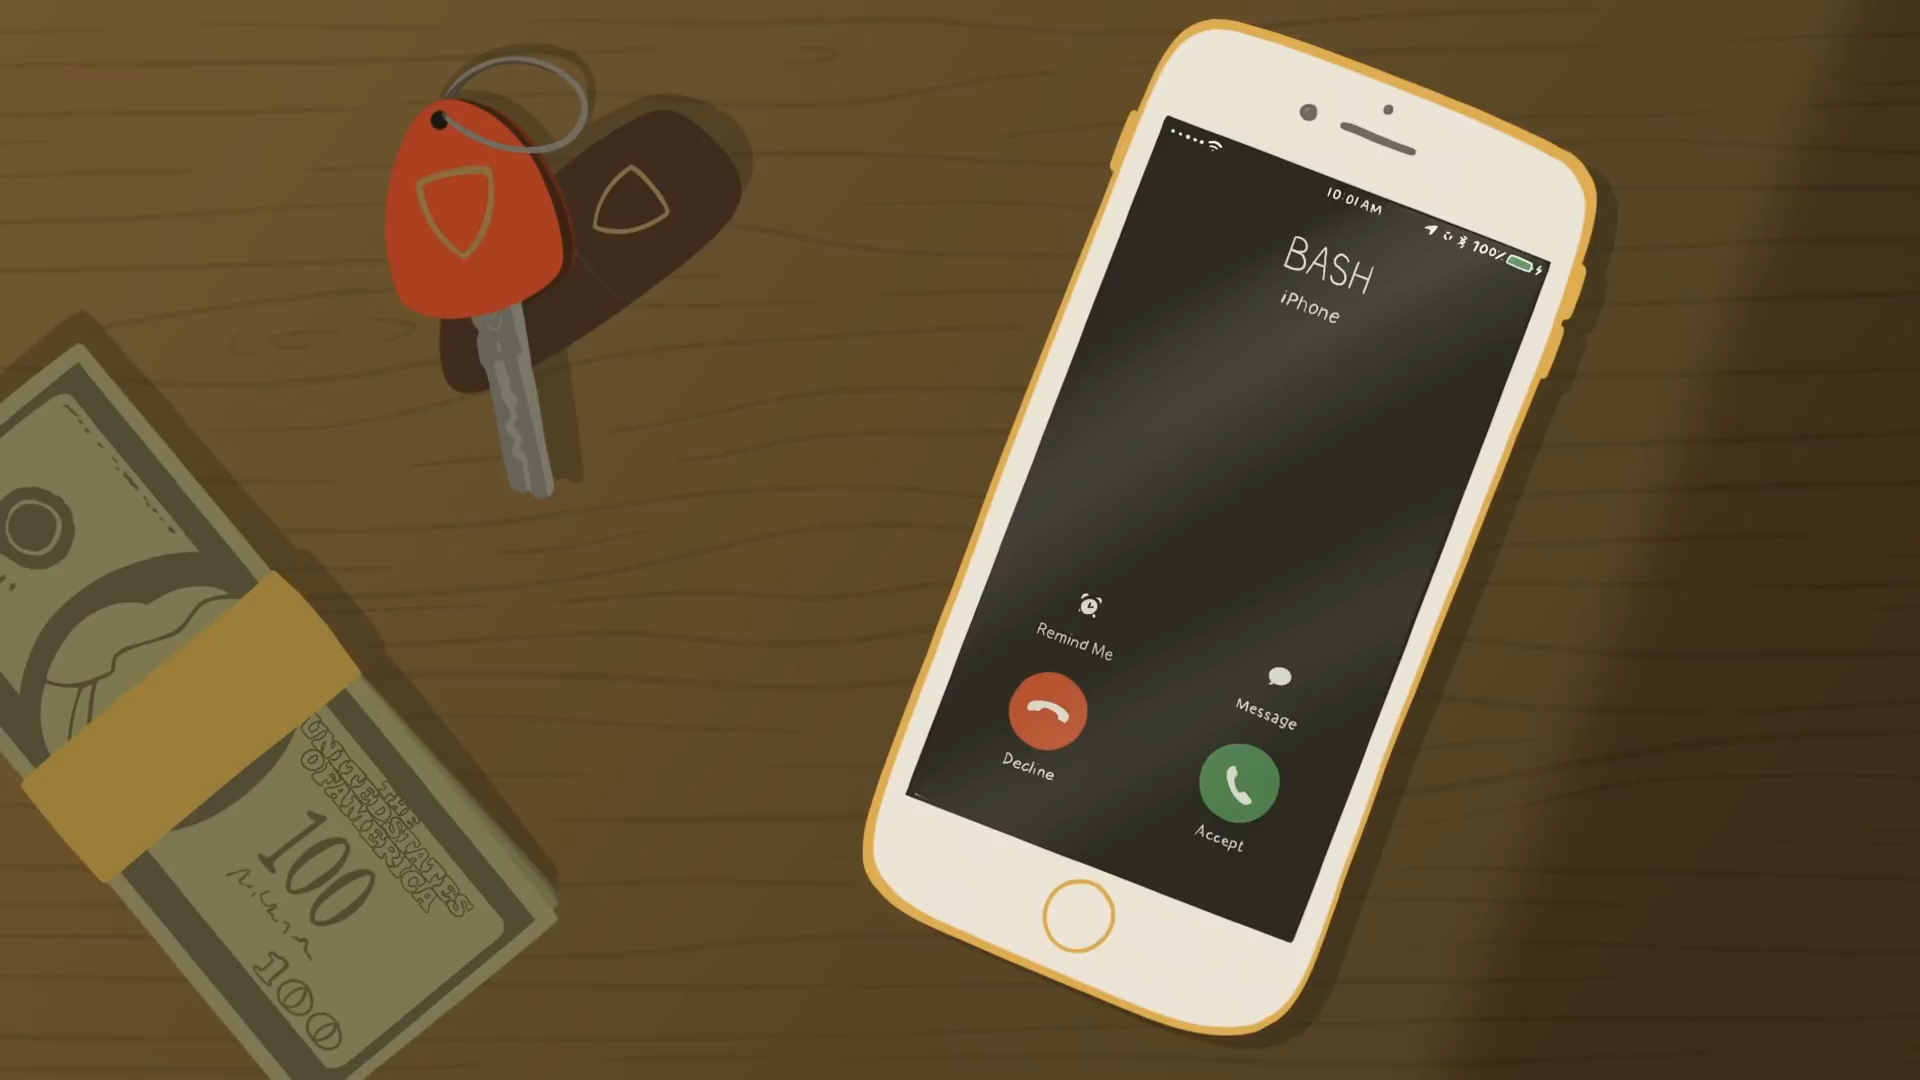 10:01 AM
100%
BASH
iPhone
Remind Me
Message
Decline
Accept
THE
UNITED STATES
OF AMERICA
100
100